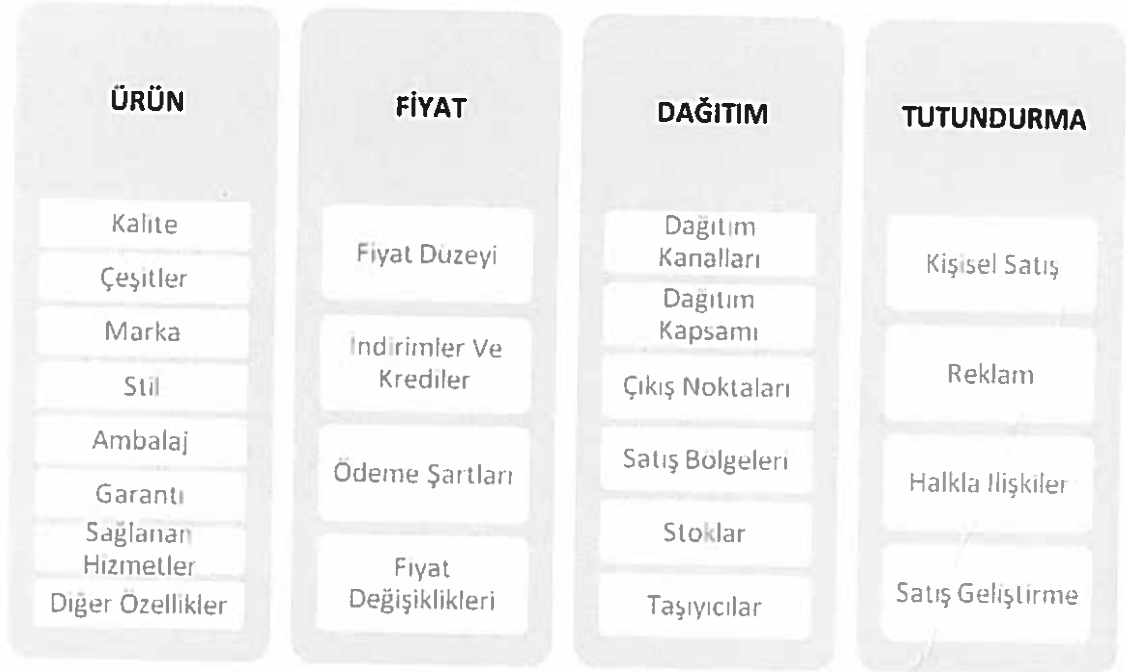 ÜRÜN
Kalite
Çeşitler
Marka
Stil
Ambalaj
Garanti
Sağlanan
Hizmetler
Diğer Özellikler
FİYAT
Fiyat Düzeyi
İndirimler Ve
Krediler
Ödeme Şartları
Fiyat
Değişiklikleri
DAĞITIM
Dağıtım
Kanalları
Dağıtım
Kapsamı
Çıkış Noktaları
Satış Bölgeleri
Stoklar
Taşıyıcılar
TUTUNDURMA
Kişisel Satış
Reklam
Halkla İlişkiler
Satış Geliştirme